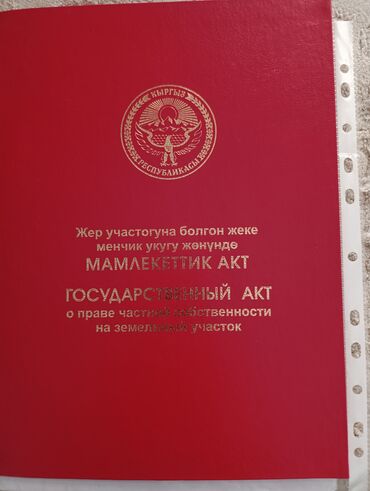 КЫРГЫЗ
РЕСПУБЛИКАСЫ
Жер участогуна болгон жеке
менчик укугу жөнүндө
МАМЛЕКЕТТИК АКТ
ГОСУДАРСТВЕННЫЙ АКТ
о праве частной собственности
на земельный участок